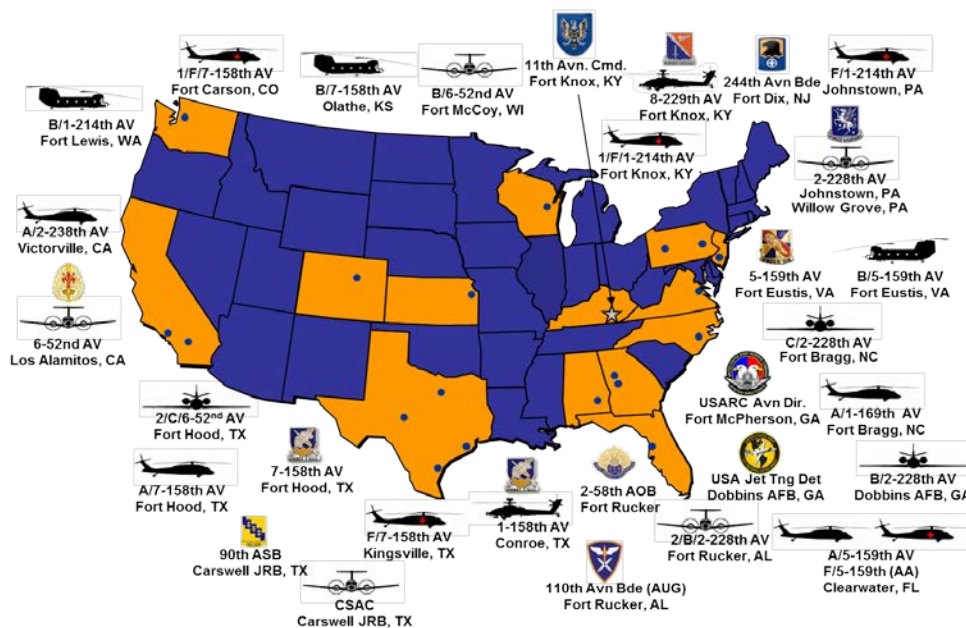 1/F/7-158th AV
Fort Carson, CO
B/7-158th AV
Olathe, KS
B/6-52nd AV
Fort McCoy, WI
11th Avn. Cmd.
Fort Knox, KY
8-229th AV
Fort Knox, KY
244th Avn Bde
Fort Dix, NJ
F/1-214th AV
Johnstown, PA
B/1-214th AV
Fort Lewis, WA
1/F/1-214th AV
Fort Knox, KY
2-228th AV
Johnstown, PA
Willow Grove, PA
A/2-238th AV
Victorville, CA
5-159th AV
Fort Eustis, VA
B/5-159th AV
Fort Eustis, VA
6-52nd AV
Los Alamitos, CA
C/2-228th AV
Fort Bragg, NC
USARC Avn Dir.
Fort McPherson, GA
A/1-169th AV
Fort Bragg, NC
2/C/6-52nd AV
Fort Hood, TX
7-158th AV
Fort Hood, TX
A/7-158th AV
Fort Hood, TX
2-58th AOB
Fort Rucker
USA Jet Tng Det
Dobbins AFB, GA
B/2-228th AV
Dobbins AFB, GA
F/7-158th AV
Kingsville, TX
1-158th AV
Conroe, TX
2/B/2-228th AV
Fort Rucker, AL
90th ASB
Carswell JRB, TX
A/5-159th AV
F/5-159th (AA)
Clearwater, FL
110th Avn Bde (AUG)
Fort Rucker, AL
CSAC
Carswell JRB, TX